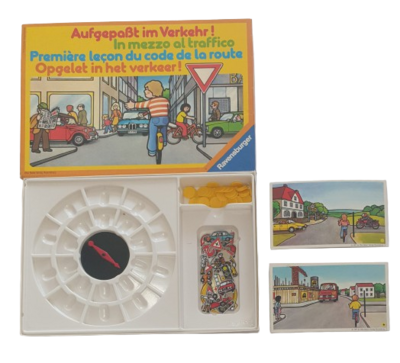 Aufgepaßt im Verkehr!
In mezzo al traffico
Première leçon du code de la route
Opgelet in het verkeer!
Ravensburger